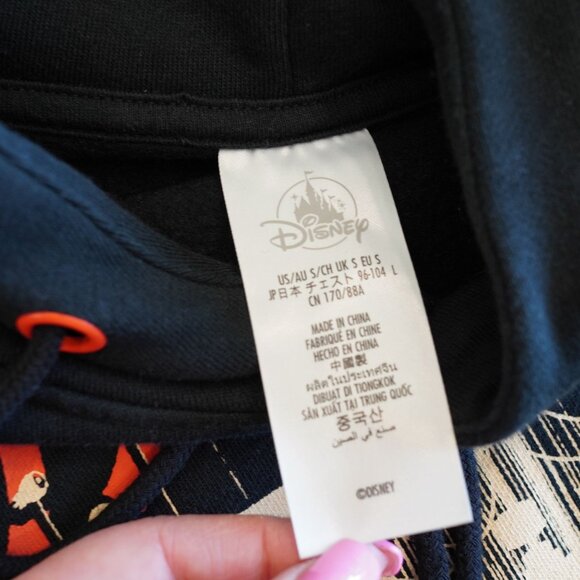 DISNEY
US/AU S/CH UK S EU S
JP日本 チェスト 96-104 L
CN 170/88A
MADE IN CHINA
FABRIQUÉ EN CHINE
HECHO EN CHINA
中國製
ผลิตในประเทศจีน
DIBUAT DI TIONGKOK
SẢN XUẤT TẠI TRUNG QUỐC
중국산
صنع في الصين
©DISNEY